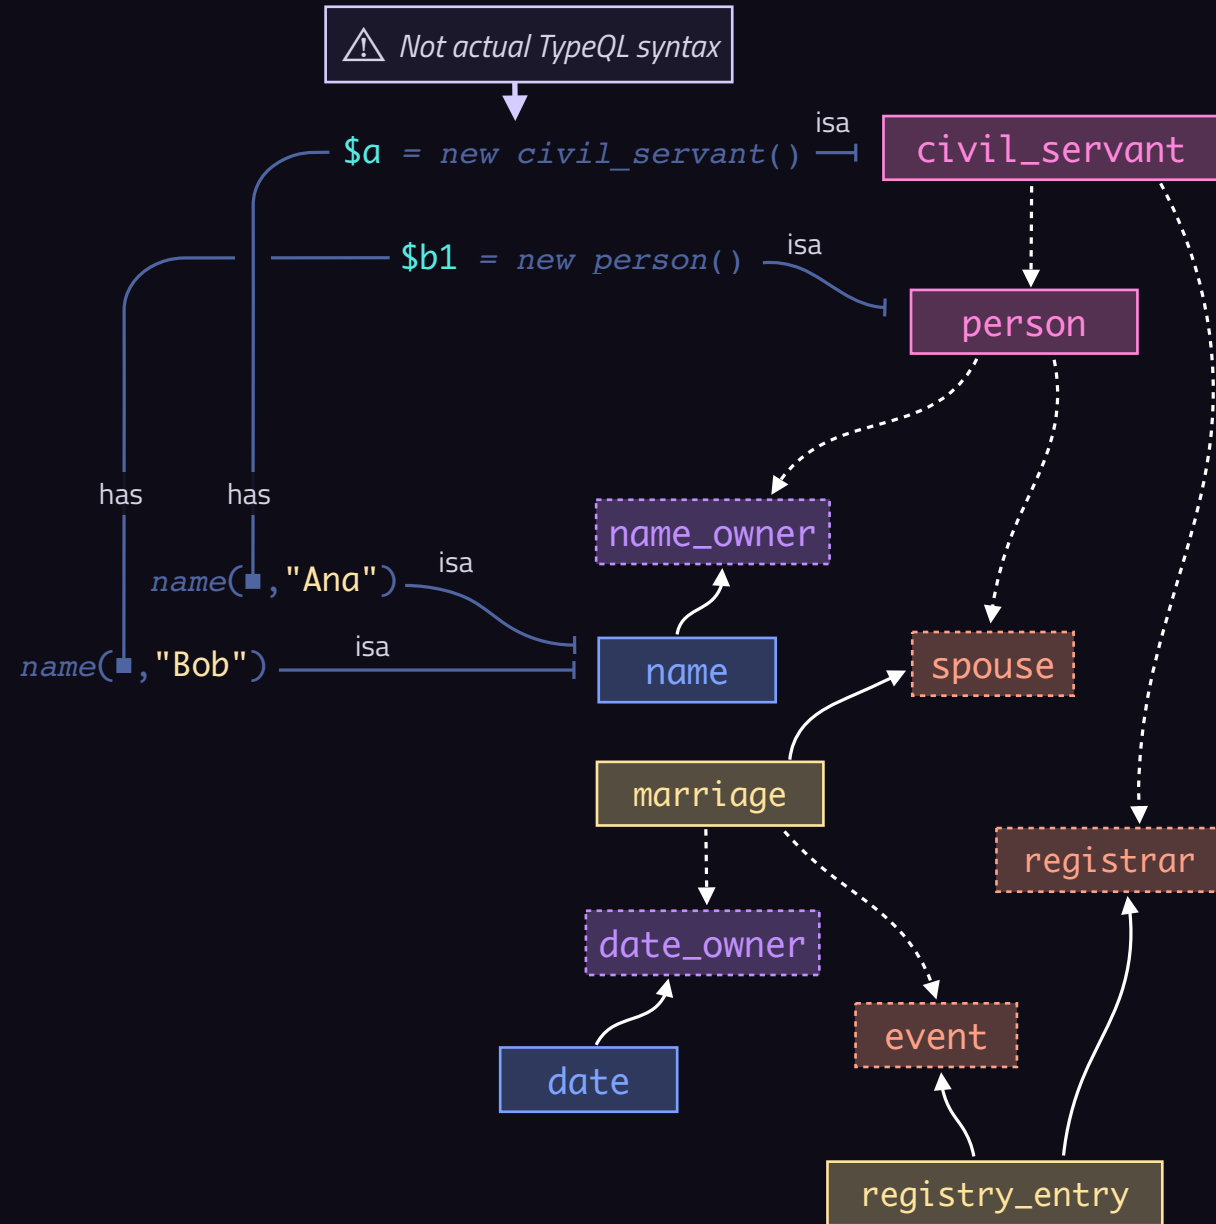 Not actual TypeQL syntax
isa
$a = new civil_servant()
civil_servant
isa
$b1 = new person()
person
has
has
name_owner
isa
name( ,"Ana")
isa
name( ,"Bob")
name
spouse
marriage
registrar
date_owner
event
date
registry_entry